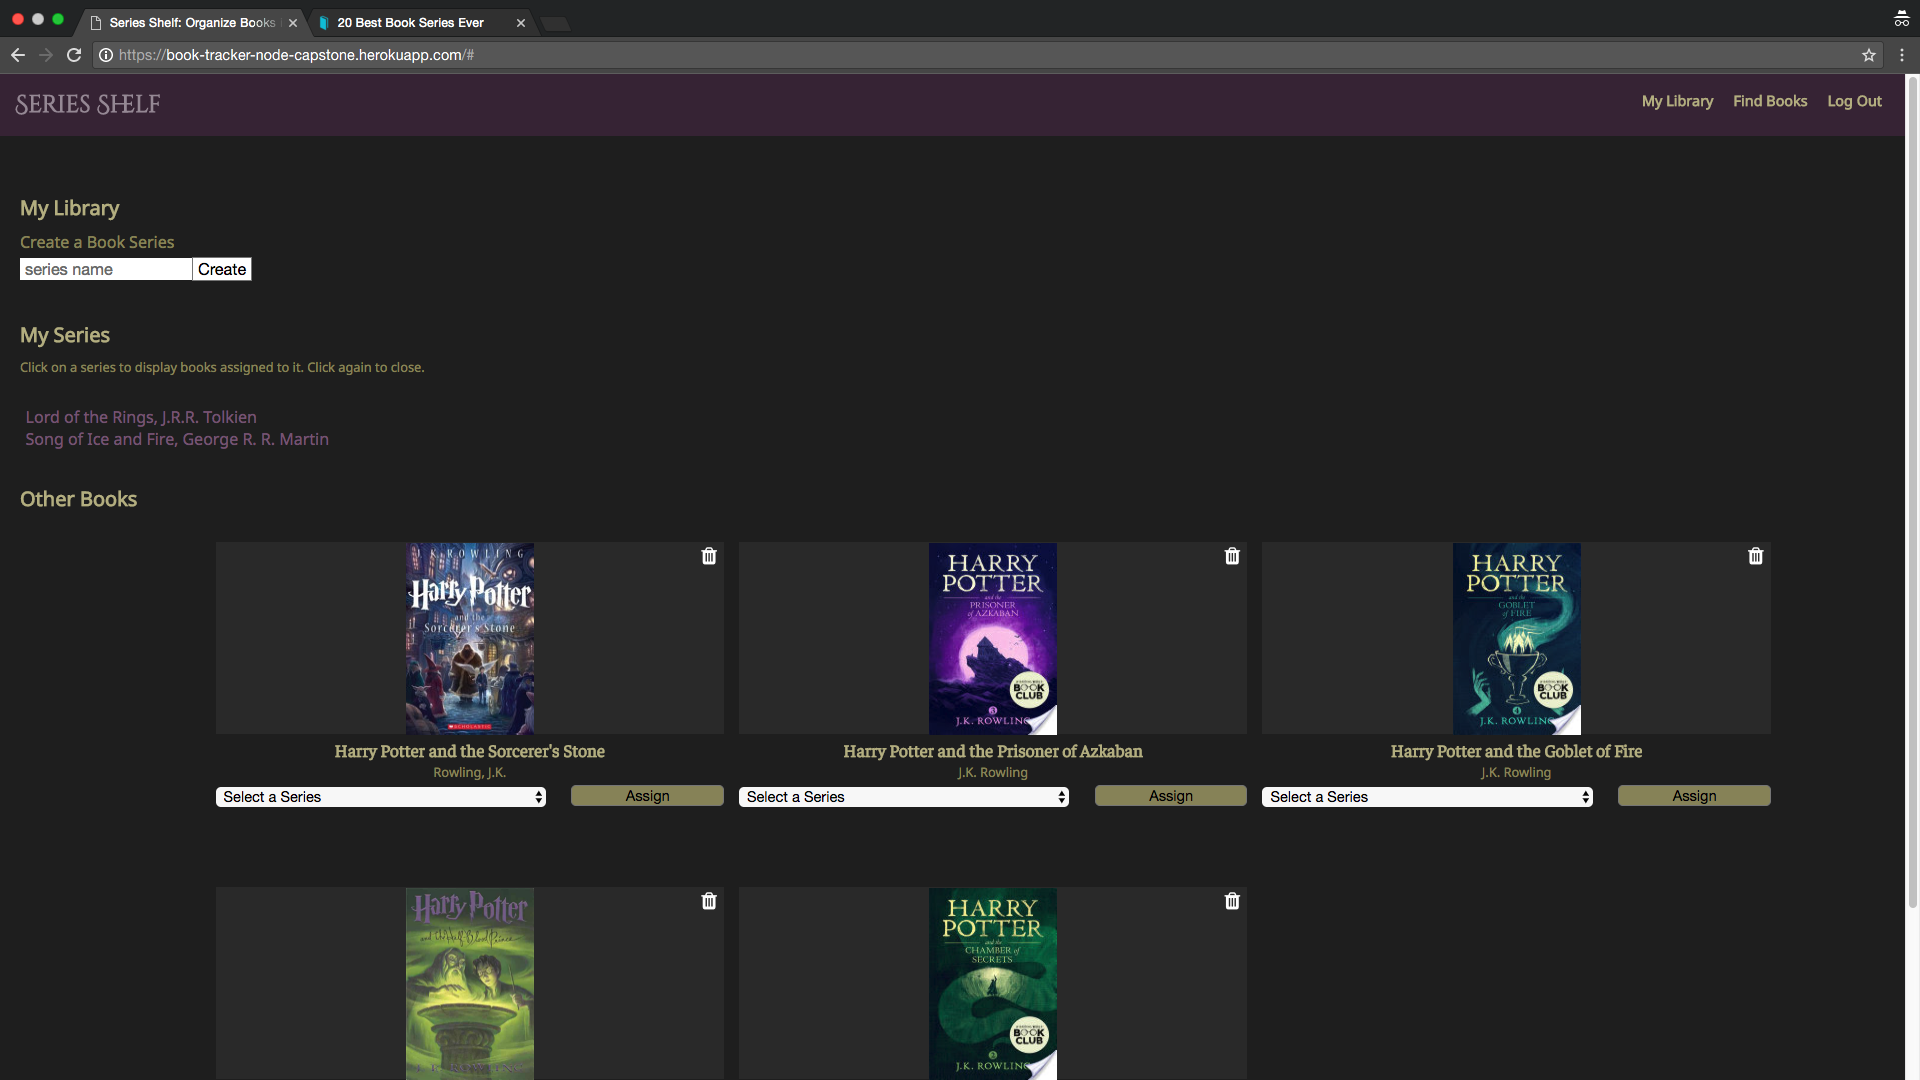 Series Shelf: Organize Books
20 Best Book Series Ever
https://book-tracker-node-capstone.herokuapp.com/#
SERIES SHELF
My Library Find Books Log Out
My Library
Create a Book Series
series name Create
My Series
Click on a series to display books assigned to it. Click again to close.
Lord of the Rings, J.R.R. Tolkien
Song of Ice and Fire, George R. R. Martin
Other Books
J.K. ROWLING
Harry Potter
and the
Sorcerer's Stone
SCHOLASTIC
HARRY
POTTER
and the
PRISONER
of AZKABAN
BOOK
CLUB
3
J.K. ROWLING
HARRY
POTTER
and the
GOBLET
of FIRE
BOOK
CLUB
4
J.K. ROWLING
Harry Potter and the Sorcerer's Stone
Rowling, J.K.
Select a Series Assign
Harry Potter and the Prisoner of Azkaban
J.K. Rowling
Select a Series Assign
Harry Potter and the Goblet of Fire
J.K. Rowling
Select a Series Assign
Harry Potter
and the Half-Blood Prince
J.K. ROWLING
HARRY
POTTER
and the
CHAMBER of
SECRETS
BOOK
CLUB
2
J.K. ROWLING